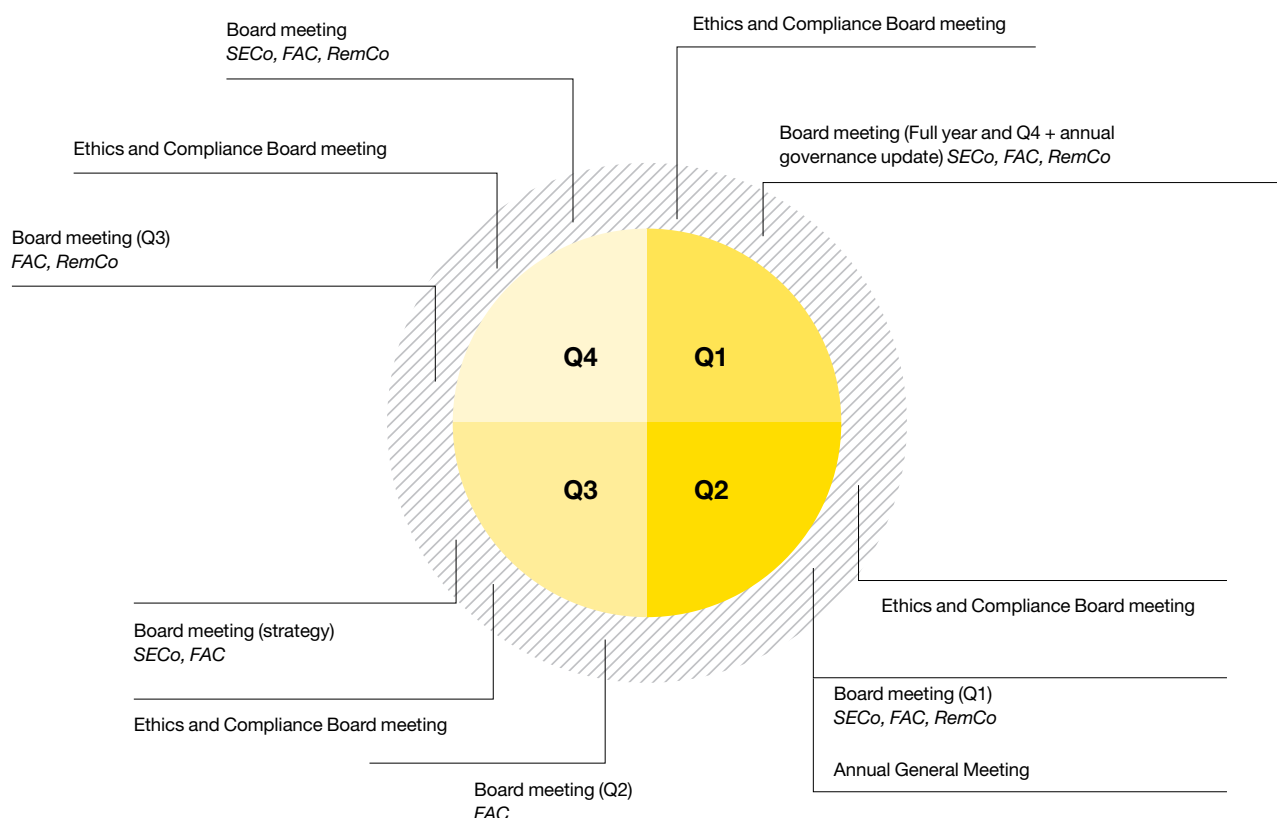 Board meeting
SECo, FAC, RemCo
Ethics and Compliance Board meeting
Board meeting (Full year and Q4 + annual
governance update) SECo, FAC, RemCo
Ethics and Compliance Board meeting
Board meeting (Q3)
FAC, RemCo
Q4
Q1
Q3
Q2
Ethics and Compliance Board meeting
Board meeting (strategy)
SECo, FAC
Board meeting (Q1)
SECo, FAC, RemCo
Ethics and Compliance Board meeting
Annual General Meeting
Board meeting (Q2)
FAC